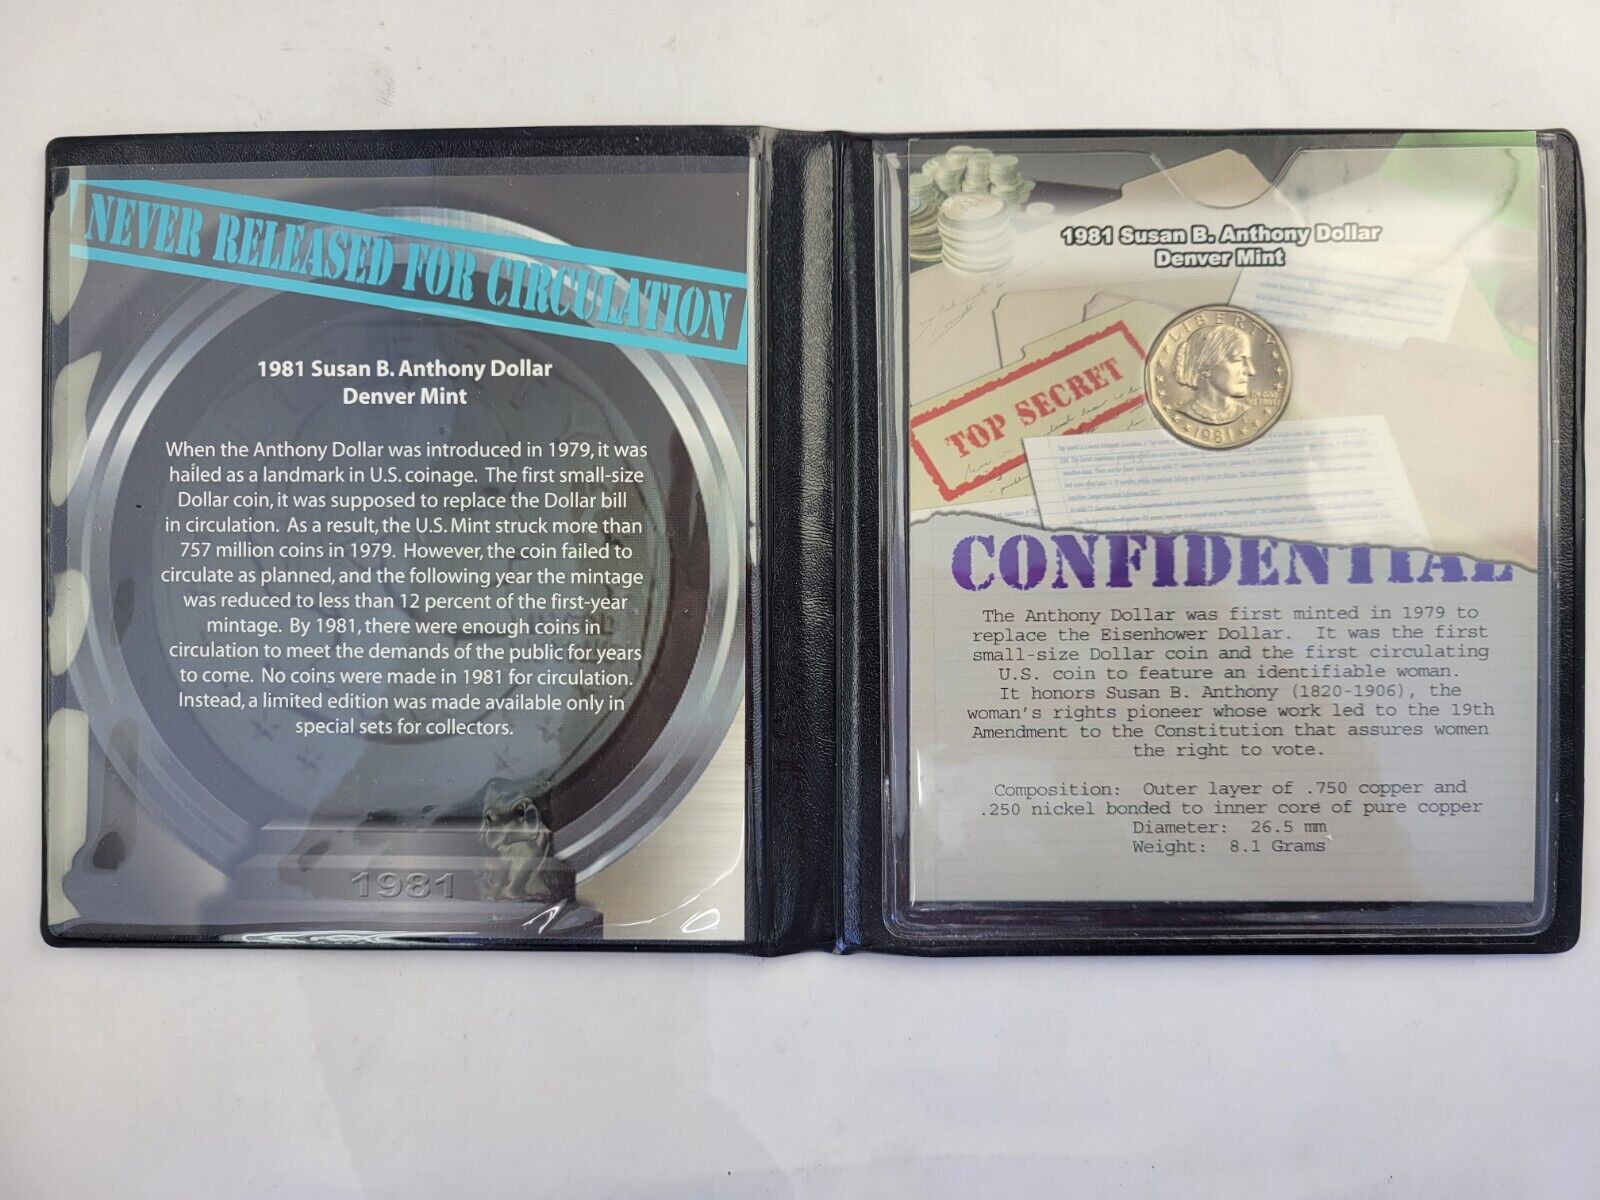 NEVER RELEASED FOR CIRCULATION
1981 Susan B. Anthony Dollar
Denver Mint
When the Anthony Dollar was introduced in 1979, it was
hailed as a landmark in U.S. coinage. The first small-size
Dollar coin, it was supposed to replace the Dollar bill
in circulation. As a result, the U.S. Mint struck more than
757 million coins in 1979. However, the coin failed to
circulate as planned, and the following year the mintage
was reduced to less than 12 percent of the first-year
mintage. By 1981, there were enough coins in
circulation to meet the demands of the public for years
to come. No coins were made in 1981 for circulation.
Instead, a limited edition was made available only in
special sets for collectors.
1981
1981 Susan B. Anthony Dollar
Denver Mint
LIBERTY
IN GOD
WE TRUST
1981
TOP SECRET
CONFIDENTIAL
The Anthony Dollar was first minted in 1979 to
replace the Eisenhower Dollar. It was the first
small-size Dollar coin and the first circulating
U.S. coin to feature an identifiable woman.
It honors Susan B. Anthony (1820-1906), the
woman's rights pioneer whose work led to the 19th
Amendment to the Constitution that assures women
the right to vote.
Composition: Outer layer of .750 copper and
.250 nickel bonded to inner core of pure copper
Diameter: 26.5 mm
Weight: 8.1 Grams